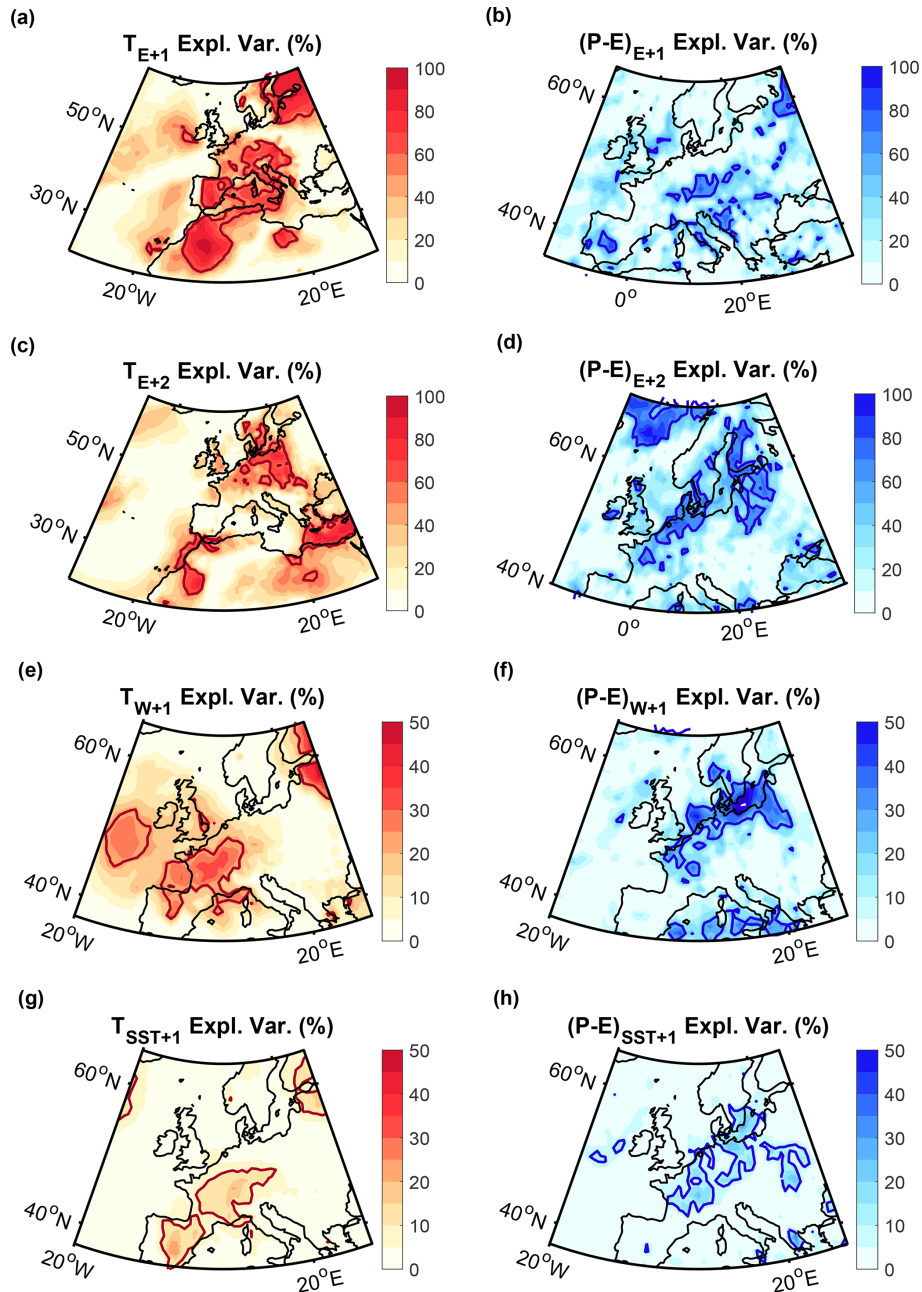 (a)
T_E+1 Expl. Var. (%)
50°N
30°N
20°W
20°E
100
80
60
40
20
0
(b)
(P-E)_E+1 Expl. Var. (%)
60°N
40°N
0°
20°E
100
80
60
40
20
0
(c)
T_E+2 Expl. Var. (%)
50°N
30°N
20°W
20°E
100
80
60
40
20
0
(d)
(P-E)_E+2 Expl. Var. (%)
60°N
40°N
0°
20°E
100
80
60
40
20
0
(e)
T_W+1 Expl. Var. (%)
60°N
40°N
20°W
20°E
50
40
30
20
10
0
(f)
(P-E)_W+1 Expl. Var. (%)
60°N
40°N
20°W
20°E
50
40
30
20
10
0
(g)
T_SST+1 Expl. Var. (%)
60°N
40°N
20°W
20°E
50
40
30
20
10
0
(h)
(P-E)_SST+1 Expl. Var. (%)
60°N
40°N
20°W
20°E
50
40
30
20
10
0